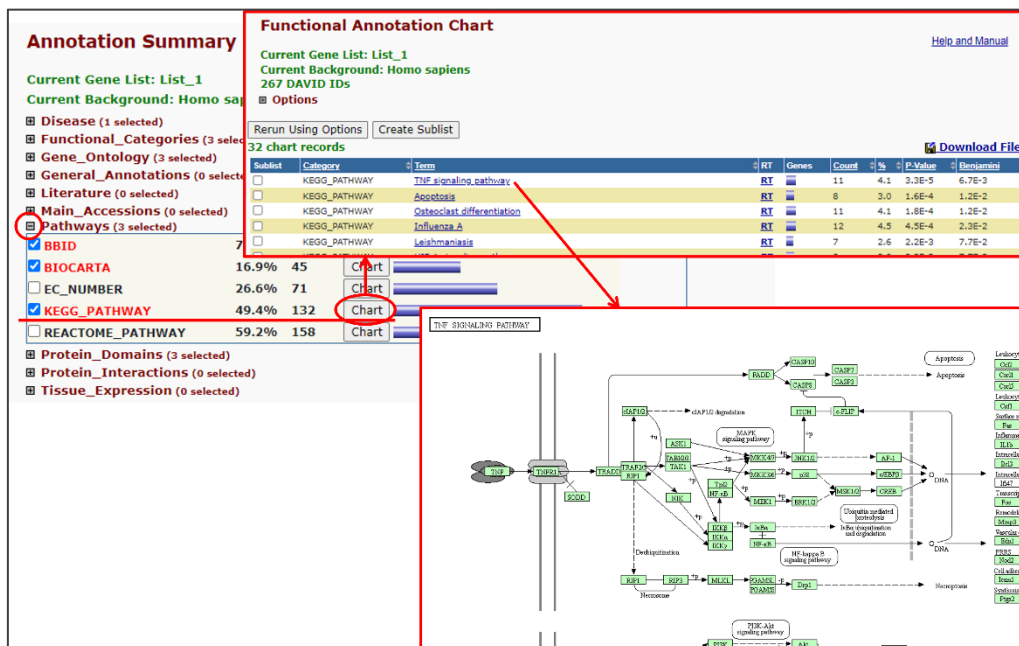 Annotation Summary
Current Gene List: List_1
Current Background: Homo
Disease (1 selected)
Functional_Categories (3
Gene_Ontology (3 selected)
General_Annotations (0
Literature (0 selected)
Main_Accessions (0 selected)
Pathways (3 selected)
BBID
BIOCARTA 16.9% 45 Chart
EC_NUMBER 26.6% 71
KEGG_PATHWAY 49.4% 132 Chart
REACTOME_PATHWAY 59.2% 158 Chart
Protein_Domains (3 selected)
Protein_Interactions (0 selected)
Tissue_Expression (0 selected)
Functional Annotation Chart
Help and Manual
Current Gene List: List_1
Current Background: Homo sapiens
267 DAVID IDs
Options
Rerun Using Options Create Sublist
32 chart records Download File
Sublist Category Term RT Genes Count % P-Value Benjamini
KEGG_PATHWAY TNF signaling pathway RT 11 4.1 3.3E-5 6.7E-3
KEGG_PATHWAY Apoptosis RT 8 3.0 1.6E-4 1.2E-2
KEGG_PATHWAY Osteoclast differentiation RT 11 4.1 1.8E-4 1.2E-2
KEGG_PATHWAY Influenza A RT 12 4.5 4.5E-4 2.3E-2
KEGG_PATHWAY Leishmaniasis RT 7 2.6 2.2E-3 7.7E-2
TNF SIGNALING PATHWAY
CASP10
Apoptosis
FADD CASP7 Apoptosis
CASP8 CASP3
cIAP1/2 cIAP1/2 degradation ITCH c-FLIP
MAPK
signaling pathway
+p
+u ASK1
MKK4/7 JNK1/2 AP-1
TNF TNFR1 TRADD TRAF2/5 TAK1 MKK3/6 p38 c/EBPβ
RIP1
DNA
SODD NIK Tpl2
NF-κB MEK1 ERK1/2 MSK1/2 CREB
+p
Ubiquitin mediated
proteolysis
IKKβ IκBα IκBα ubiquitination
and degradation
IKKα
IKKγ NF-κB DNA
NF-kappa B
signaling pathway
Deubiquitination
RIP1 RIP3 +p MLKL PGAM5L +p Drp1 Necroptosis
PGAM5S
Necrosome
PI3K-Akt
signaling pathway
PI3K Akt